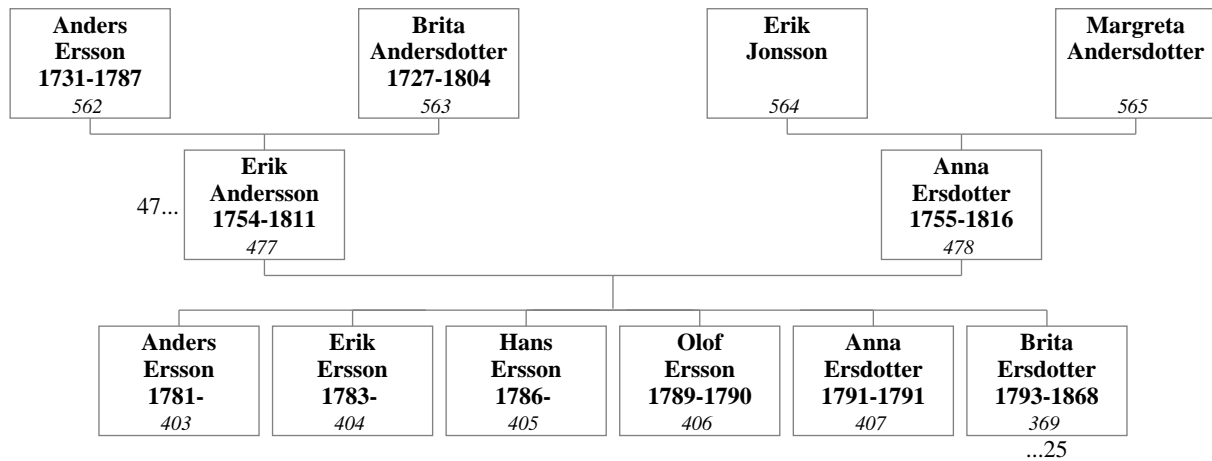 Anders
Ersson
1731-1787
562
Brita
Andersdotter
1727-1804
563
Erik
Jonsson
564
Margreta
Andersdotter
565
47...
Erik
Andersson
1754-1811
477
Anna
Ersdotter
1755-1816
478
Anders
Ersson
1781-
403
Erik
Ersson
1783-
404
Hans
Ersson
1786-
405
Olof
Ersson
1789-1790
406
Anna
Ersdotter
1791-1791
407
Brita
Ersdotter
1793-1868
369
...25